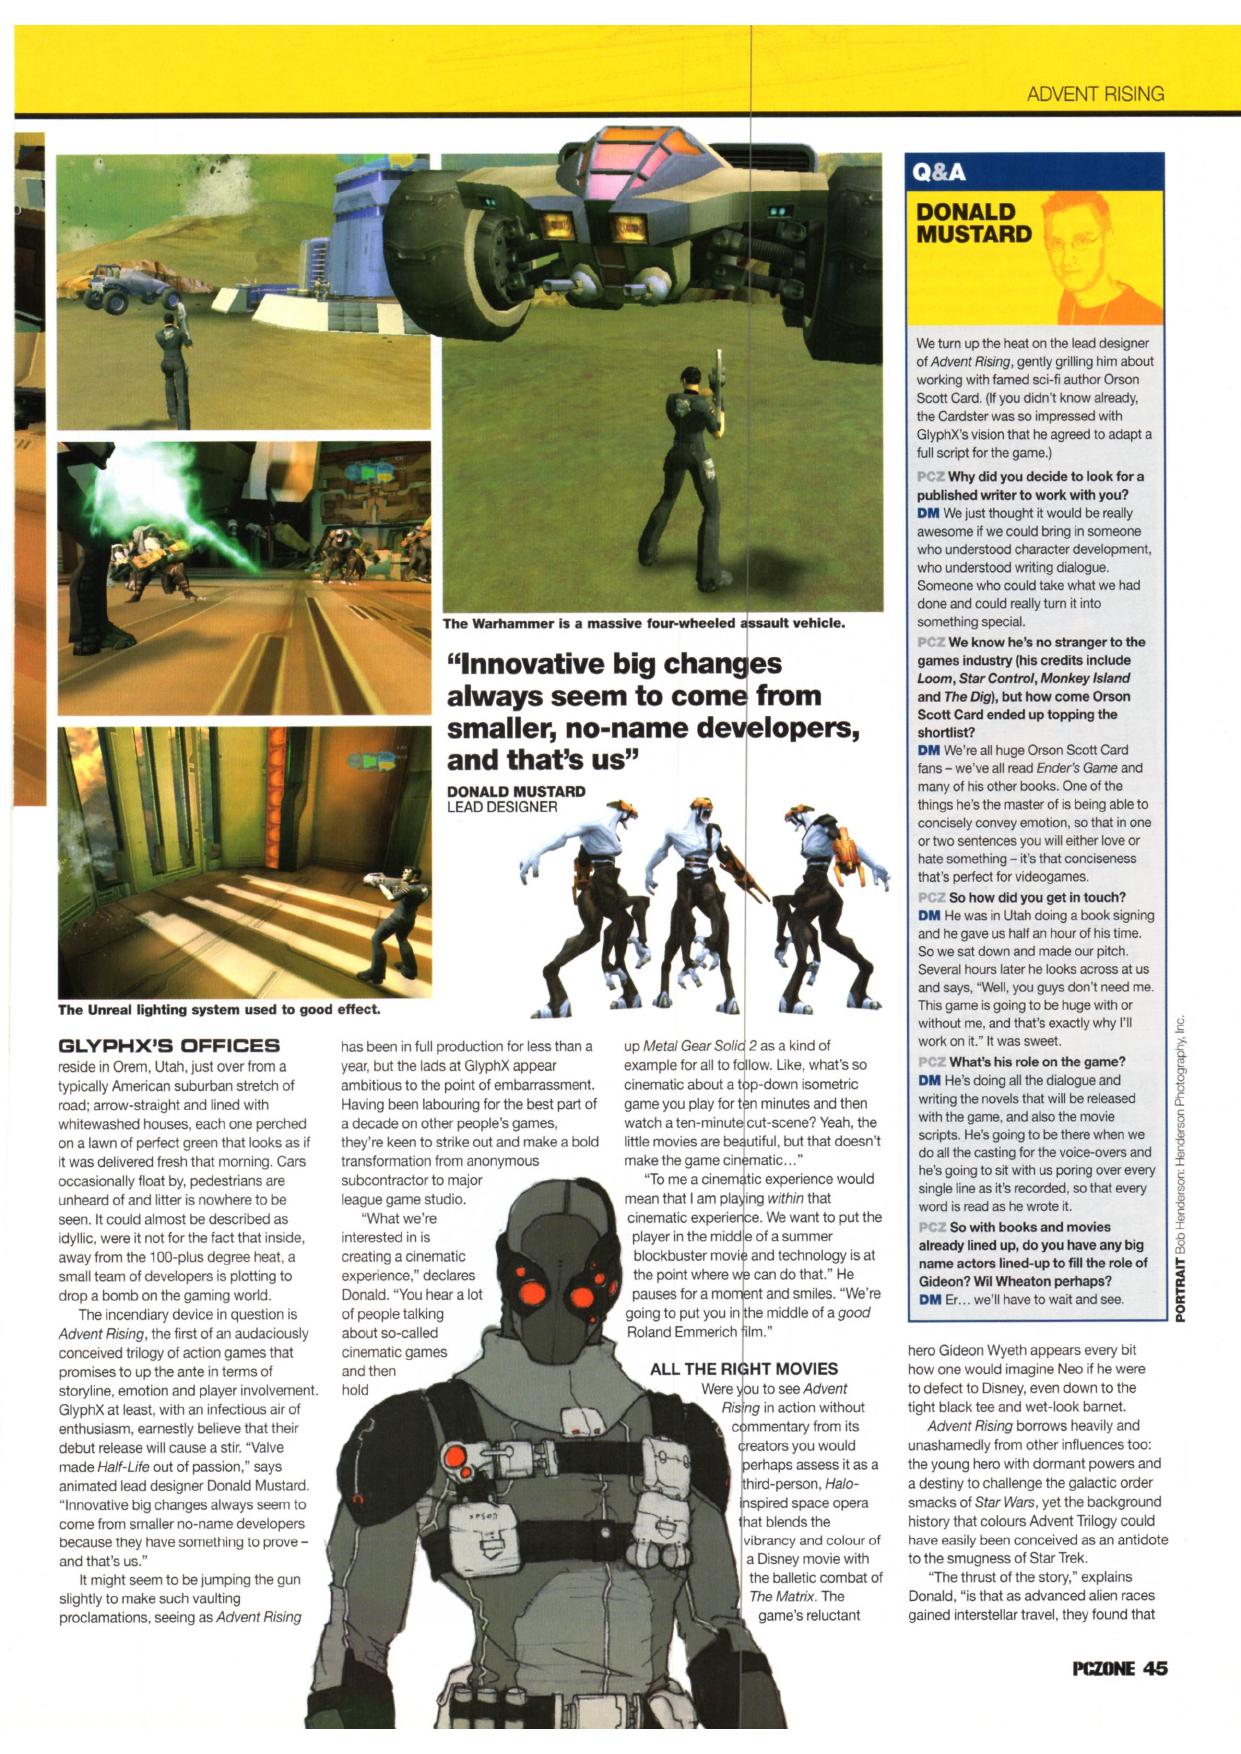 ADVENT RISING
The Warhammer is a massive four-wheeled assault vehicle.
“Innovative big changes
always seem to come from
smaller, no-name developers,
and that’s us”
DONALD MUSTARD
LEAD DESIGNER
The Unreal lighting system used to good effect.
GLYPHX’S OFFICES
reside in Orem, Utah, just over from a
typically American suburban stretch of
road; arrow-straight and lined with
whitewashed houses, each one perched
on a lawn of perfect green that looks as if
it was delivered fresh that morning. Cars
occasionally float by, pedestrians are
unheard of and litter is nowhere to be
seen. It could almost be described as
idyllic, were it not for the fact that inside,
away from the 100-plus degree heat, a
small team of developers is plotting to
drop a bomb on the gaming world.
The incendiary device in question is
Advent Rising, the first of an audaciously
conceived trilogy of action games that
promises to up the ante in terms of
storyline, emotion and player involvement.
GlyphX at least, with an infectious air of
enthusiasm, earnestly believe that their
debut release will cause a stir. “Valve
made Half-Life out of passion,” says
animated lead designer Donald Mustard.
“Innovative big changes always seem to
come from smaller no-name developers
because they have something to prove –
and that’s us.”
It might seem to be jumping the gun
slightly to make such vaulting
proclamations, seeing as Advent Rising
has been in full production for less than a
year, but the lads at GlyphX appear
ambitious to the point of embarrassment.
Having been labouring for the best part of
a decade on other people’s games,
they’re keen to strike out and make a bold
transformation from anonymous
subcontractor to major
league game studio.
“What we’re
interested in is
creating a cinematic
experience,” declares
Donald. “You hear a lot
of people talking
about so-called
cinematic games
and then
hold
up Metal Gear Solid 2 as a kind of
example for all to follow. Like, what’s so
cinematic about a top-down isometric
game you play for ten minutes and then
watch a ten-minute cut-scene? Yeah, the
little movies are beautiful, but that doesn’t
make the game cinematic…”
“To me a cinematic experience would
mean that I am playing within that
cinematic experience. We want to put the
player in the middle of a summer
blockbuster movie and technology is at
the point where we can do that.” He
pauses for a moment and smiles. “We’re
going to put you in the middle of a good
Roland Emmerich film.”
ALL THE RIGHT MOVIES
Were you to see Advent
Rising in action without
commentary from its
creators you would
perhaps assess it as a
third-person, Halo-
inspired space opera
that blends the
vibrancy and colour of
a Disney movie with
the balletic combat of
The Matrix. The
game’s reluctant
hero Gideon Wyeth appears every bit
how one would imagine Neo if he were
to defect to Disney, even down to the
tight black tee and wet-look barnet.
Advent Rising borrows heavily and
unashamedly from other influences too:
the young hero with dormant powers and
a destiny to challenge the galactic order
smacks of Star Wars, yet the background
history that colours Advent Trilogy could
have easily been conceived as an antidote
to the smugness of Star Trek.
“The thrust of the story,” explains
Donald, “is that as advanced alien races
gained interstellar travel, they found that
Q&A
DONALD
MUSTARD
We turn up the heat on the lead designer
of Advent Rising, gently grilling him about
working with famed sci-fi author Orson
Scott Card. (If you didn’t know already,
the Cardster was so impressed with
GlyphX’s vision that he agreed to adapt a
full script for the game.)
PCZ Why did you decide to look for a
published writer to work with you?
DM We just thought it would be really
awesome if we could bring in someone
who understood character development,
who understood writing dialogue.
Someone who could take what we had
done and could really turn it into
something special.
PCZ We know he’s no stranger to the
games industry (his credits include
Loom, Star Control, Monkey Island
and The Dig), but how come Orson
Scott Card ended up topping the
shortlist?
DM We’re all huge Orson Scott Card
fans – we’ve all read Ender’s Game and
many of his other books. One of the
things he’s the master of is being able to
concisely convey emotion, so that in one
or two sentences you will either love or
hate something – it’s that conciseness
that’s perfect for videogames.
PCZ So how did you get in touch?
DM He was in Utah doing a book signing
and he gave us half an hour of his time.
So we sat down and made our pitch.
Several hours later he looks across at us
and says, “Well, you guys don’t need me.
This game is going to be huge with or
without me, and that’s exactly why I’ll
work on it.” It was sweet.
PCZ What’s his role on the game?
DM He’s doing all the dialogue and
writing the novels that will be released
with the game, and also the movie
scripts. He’s going to be there when we
do all the casting for the voice-overs and
he’s going to sit with us poring over every
single line as it’s recorded, so that every
word is read as he wrote it.
PCZ So with books and movies
already lined up, do you have any big
name actors lined-up to fill the role of
Gideon? Wil Wheaton perhaps?
DM Er… we’ll have to wait and see.
PORTRAIT Bob Henderson: Henderson Photography, Inc.
PCZONE 45